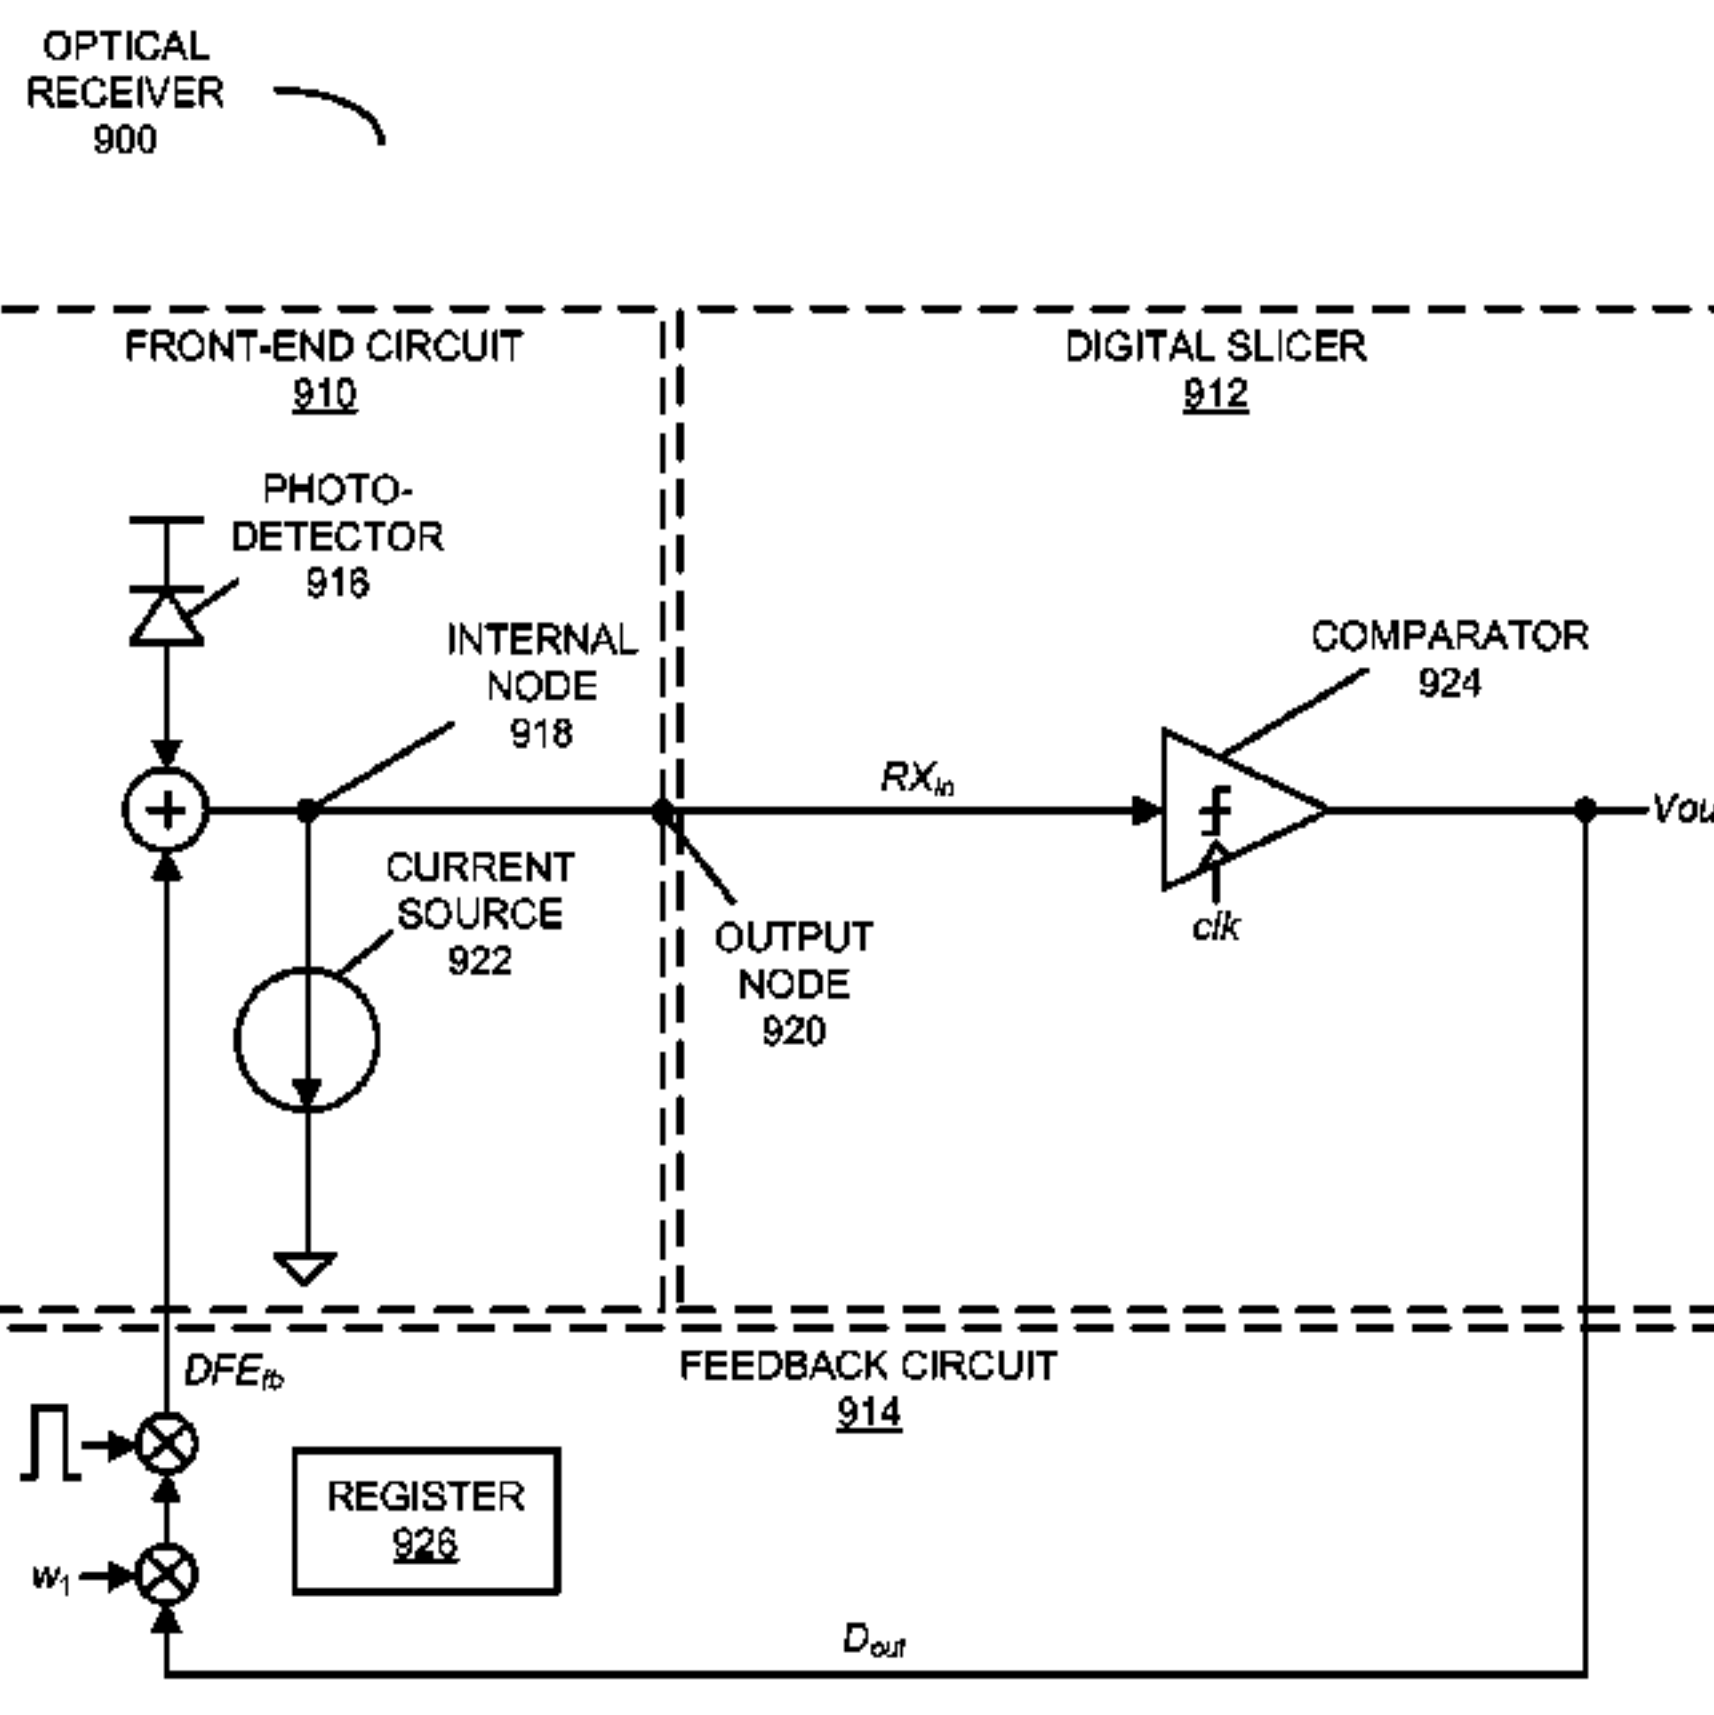 OPTICAL
RECEIVER
900
FRONT-END CIRCUIT
910
DIGITAL SLICER
912
PHOTO-
DETECTOR
916
INTERNAL
NODE
918
COMPARATOR
924
RXin
Vou
CURRENT
SOURCE
922
OUTPUT
NODE
920
clk
DFEfb
FEEDBACK CIRCUIT
914
REGISTER
926
w1
Dout